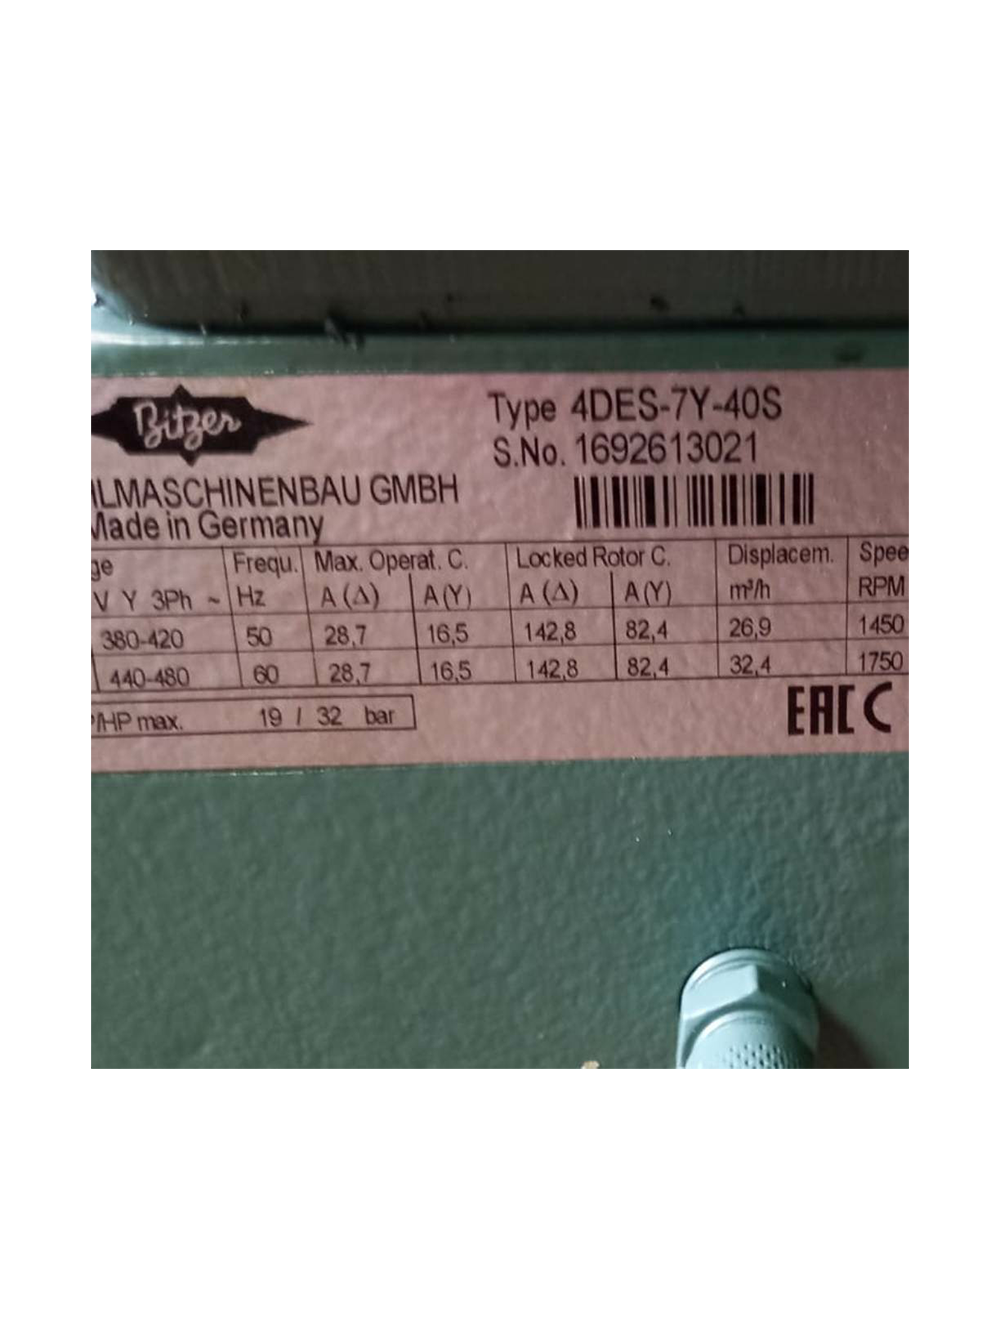 Bitzer
Type 4DES-7Y-40S
S.No. 1692613021
ILMASCHINENBAU GMBH
Made in Germany
ge Frequ. Max. Operat. C. Locked Rotor C. Displacem. Spee
V Y 3Ph ~ Hz A (Δ) A (Y) A (Δ) A (Y) m³/h RPM
380-420 50 28,7 16,5 142,8 82,4 26,9 1450
440-480 60 28,7 16,5 142,8 82,4 32,4 1750
/HP max. 19 / 32 bar
EAC C